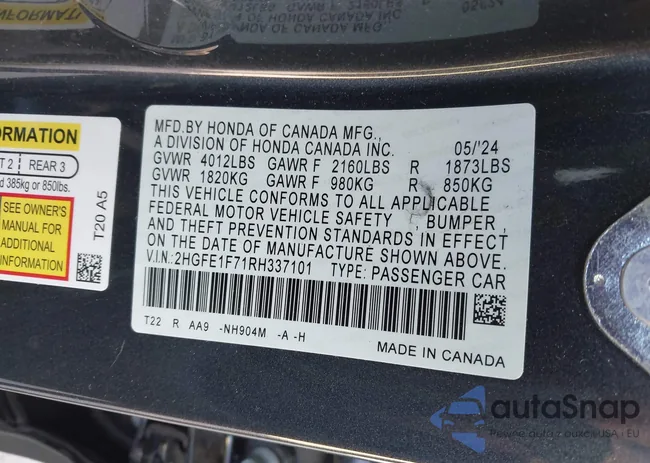 MFD.BY HONDA OF CANADA MFG.,
A DIVISION OF HONDA CANADA INC. 05/'24
GVWR 4012LBS GAWR F 2160LBS R 1873LBS
GVWR 1820KG GAWR F 980KG R 850KG
THIS VEHICLE CONFORMS TO ALL APPLICABLE
FEDERAL MOTOR VEHICLE SAFETY , BUMPER ,
AND THEFT PREVENTION STANDARDS IN EFFECT
ON THE DATE OF MANUFACTURE SHOWN ABOVE.
V.I.N.:2HGFE1F71RH337101 TYPE: PASSENGER CAR
T22 R AA9 -NH904M -A -H
MADE IN CANADA
ORMATION
T 2 REAR 3
d 385kg or 850lbs.
SEE OWNER'S
MANUAL FOR
ADDITIONAL
INFORMATION
T20 A5
autoSnap